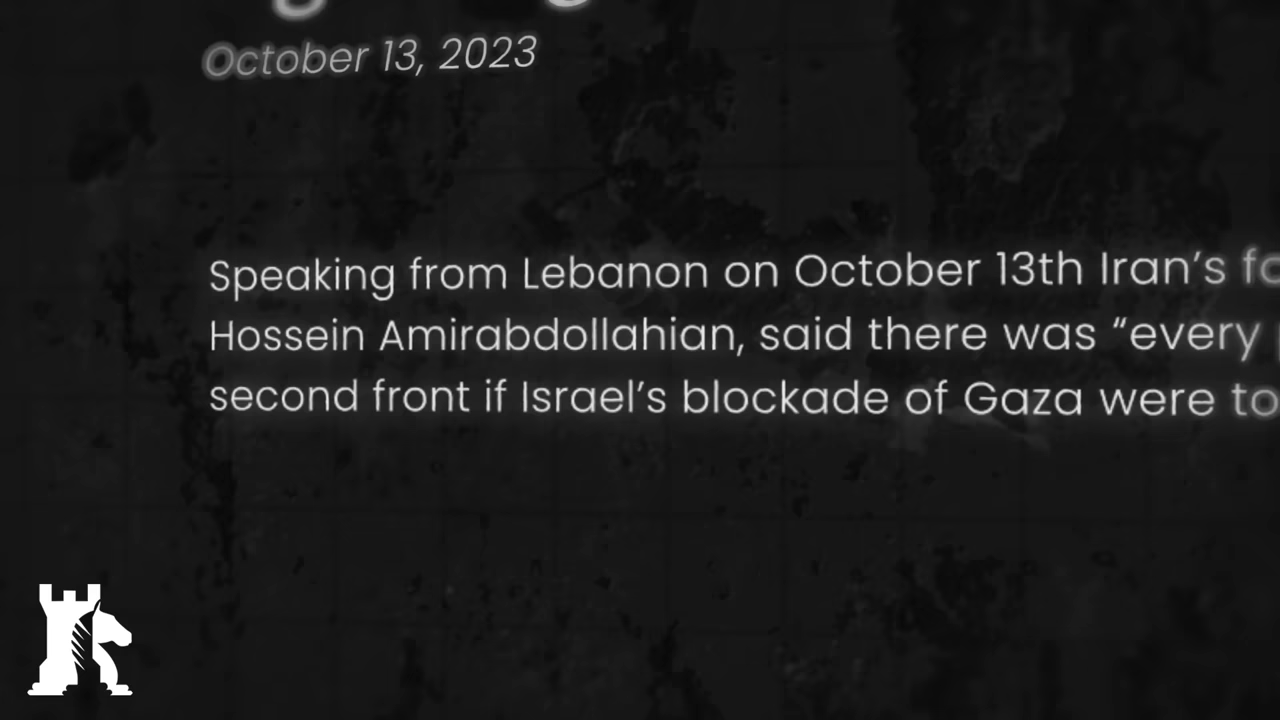 October 13, 2023
Speaking from Lebanon on October 13th Iran’s
Hossein Amirabdollahian, said there was “every
second front if Israel’s blockade of Gaza were to